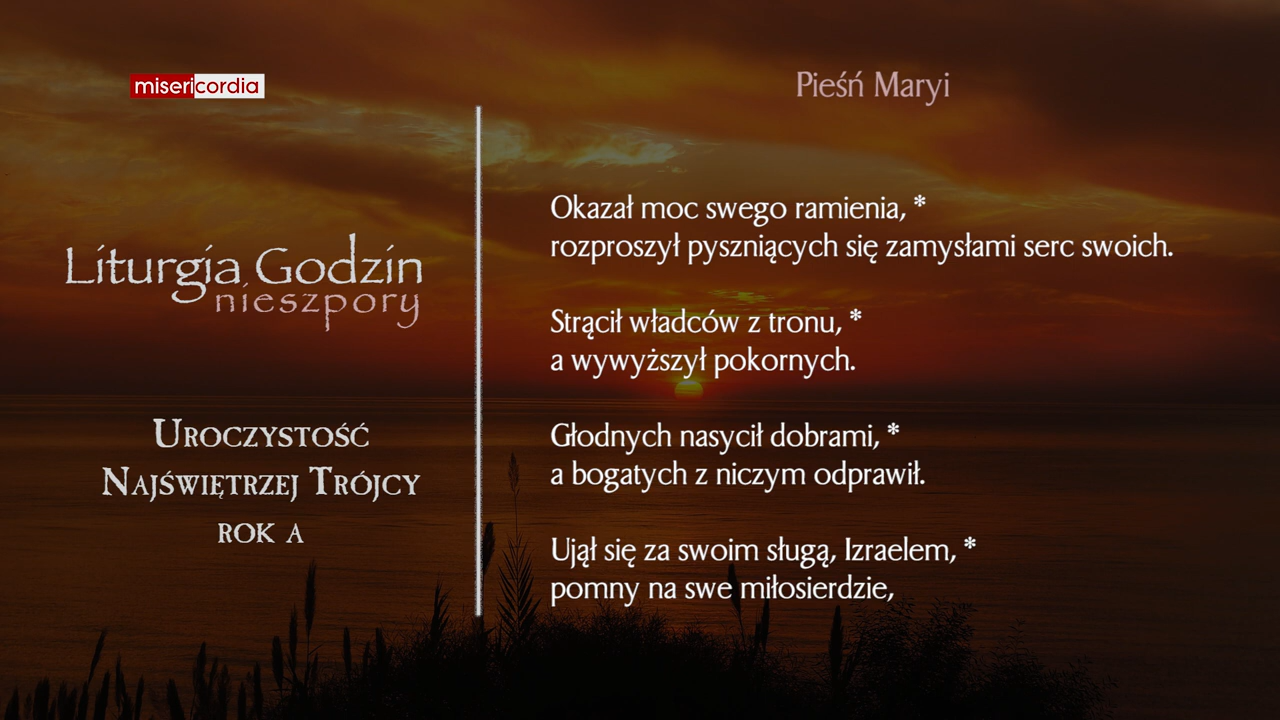 misericordia
Liturgia Godzin
nieszpory
Uroczystość
Najświętrzej Trójcy
rok a
Pieśń Maryi
Okazał moc swego ramienia, *
rozproszył pyszniących się zamysłami serc swoich.
Strącił władców z tronu, *
a wywyższył pokornych.
Głodnych nasycił dobrami, *
a bogatych z niczym odprawił.
Ujął się za swoim sługą, Izraelem, *
pomny na swe miłosierdzie,